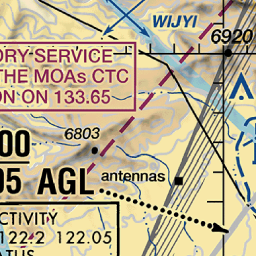 WIJYI
6920
ORY SERVICE
THE MOAs CTC
ON ON 133.65
6803
00
05 AGL
antennas
CTIVITY
122.2 122.05
ATUS